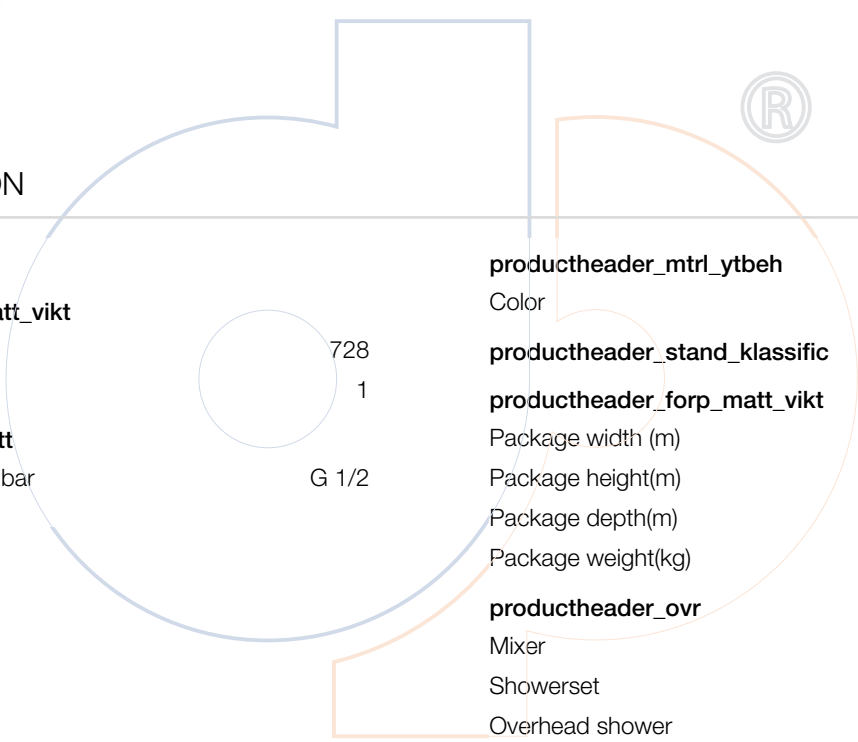 ®
ON
att_vikt
728
1
tt
bar G 1/2
productheader_mtrl_ytbeh
Color
productheader_stand_klassific
productheader_forp_matt_vikt
Package width (m)
Package height(m)
Package depth(m)
Package weight(kg)
productheader_ovr
Mixer
Showerset
Overhead shower